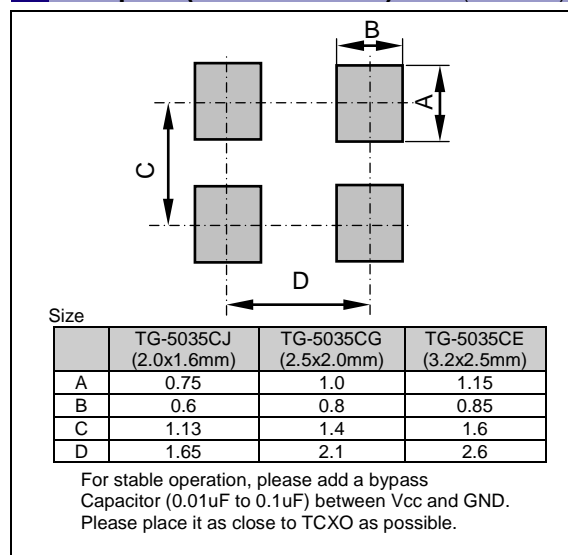 B
A
C
D
Size
TG-5035CJ TG-5035CG TG-5035CE
(2.0x1.6mm) (2.5x2.0mm) (3.2x2.5mm)
A 0.75 1.0 1.15
B 0.6 0.8 0.85
C 1.13 1.4 1.6
D 1.65 2.1 2.6
For stable operation, please add a bypass
Capacitor (0.01uF to 0.1uF) between Vcc and GND.
Please place it as close to TCXO as possible.